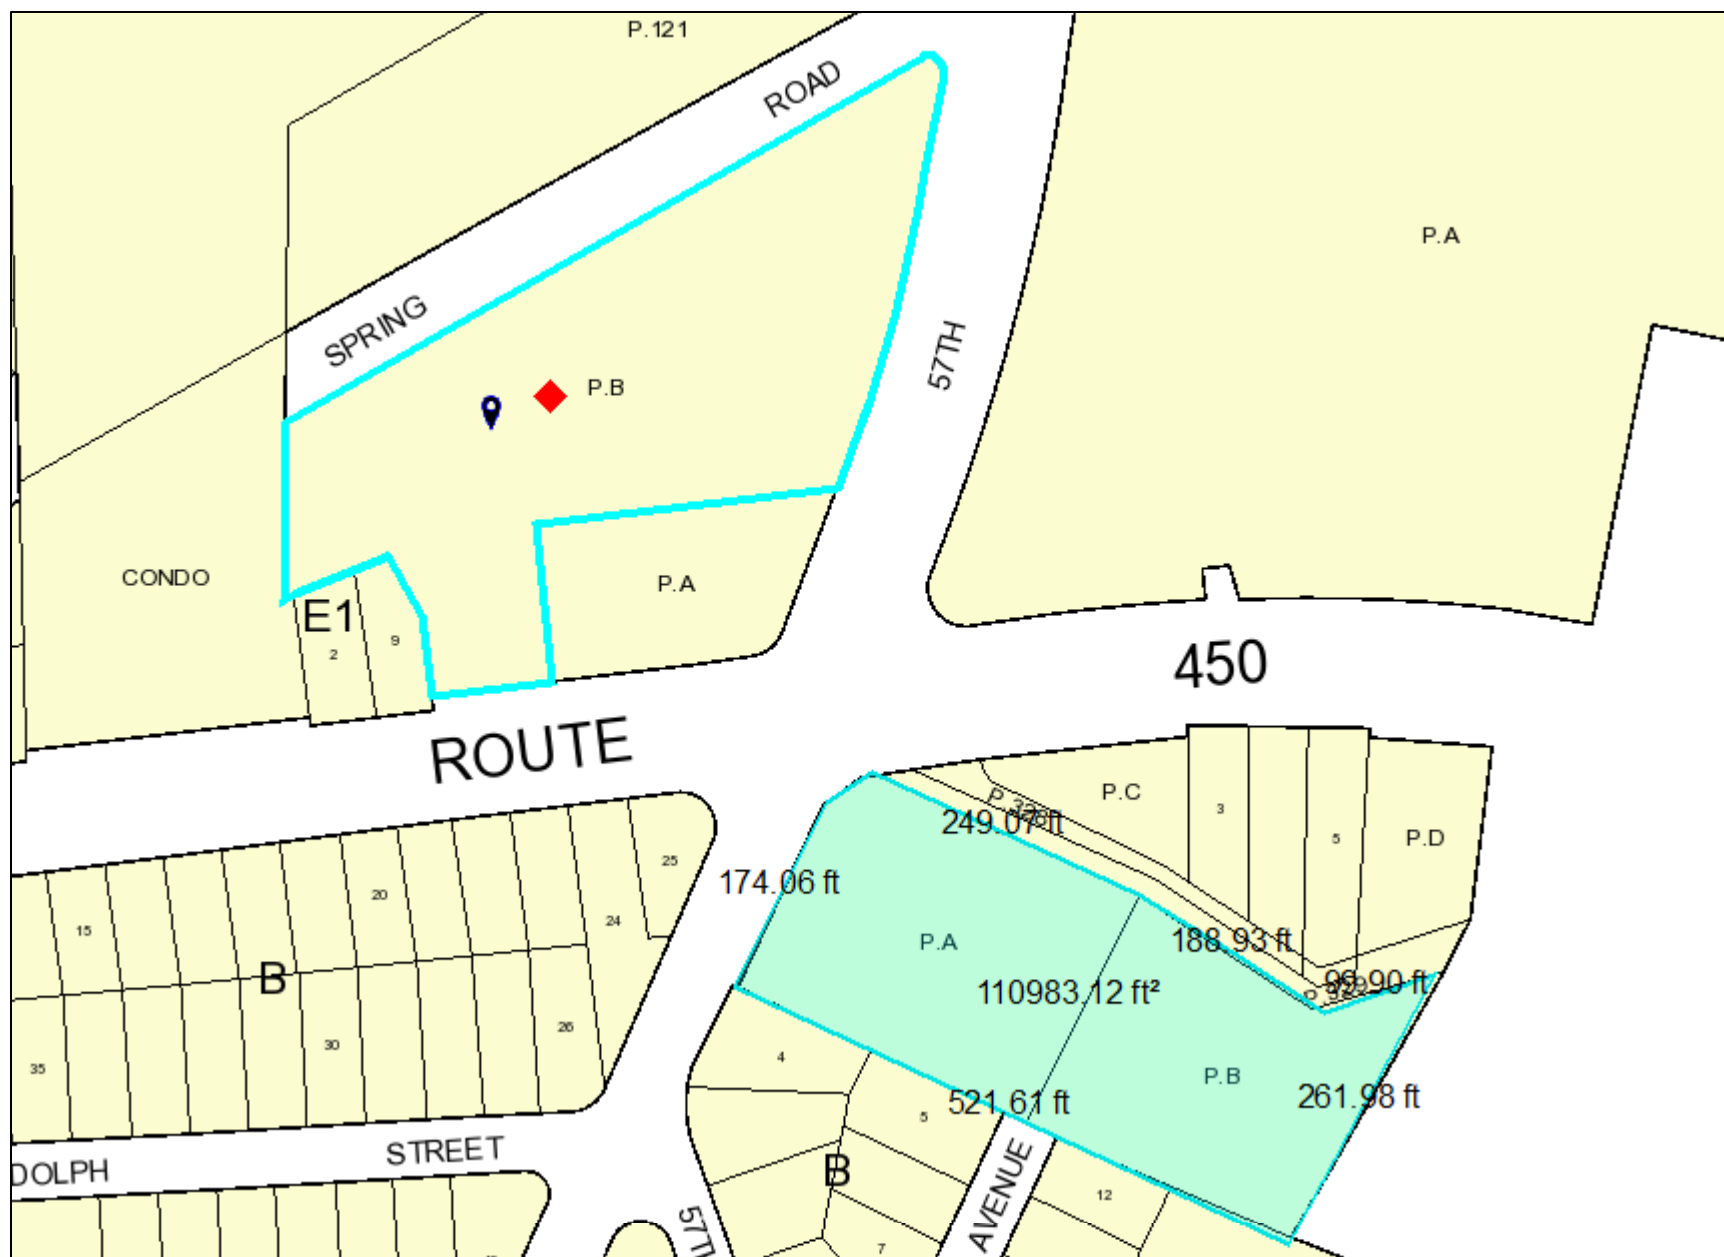 P.121
ROAD
P.A
SPRING
57TH
P.B
CONDO
P.A
E1
9
2
450
ROUTE
P.C
P.328
249.07 ft
3
5
P.D
25
174.06 ft
20
24
15
P.A
188.93 ft
B
99.90 ft
110983.12 ft²
26
30
35
4
P.B
261.98 ft
521.61 ft
5
STREET
DOLPH
B
AVENUE
12
57TH
7